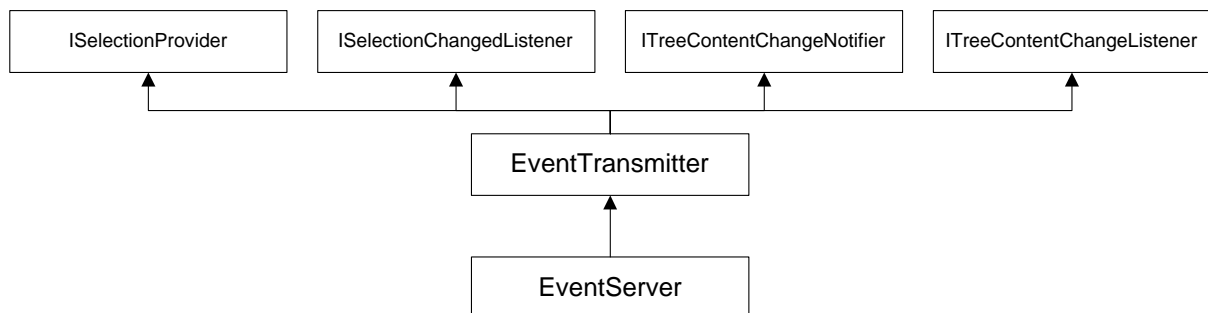 ISelectionProvider
ISelectionChangedListener
ITreeContentChangeNotifier
ITreeContentChangeListener
EventTransmitter
EventServer